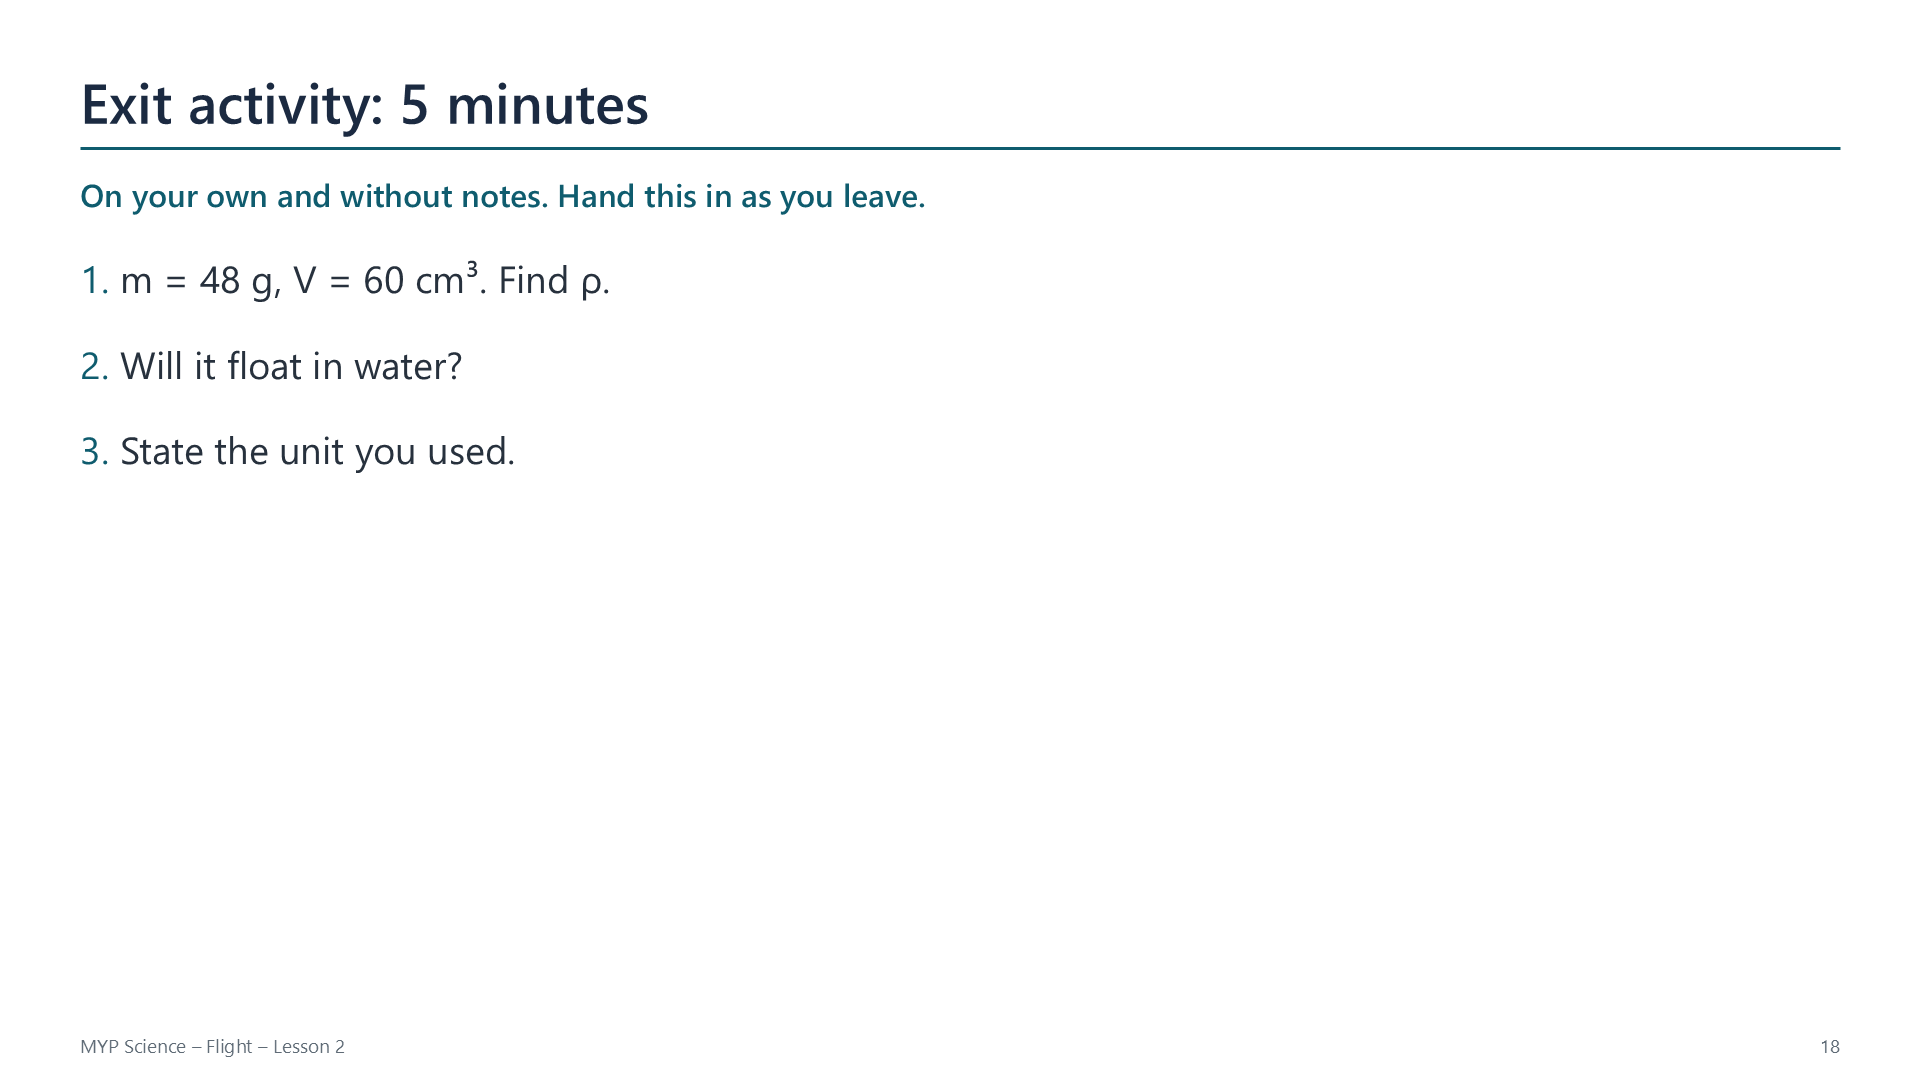 Exit activity: 5 minutes
On your own and without notes. Hand this in as you leave.
1. m = 48 g, V = 60 cm³. Find ρ.
2. Will it float in water?
3. State the unit you used.
MYP Science – Flight – Lesson 2
18